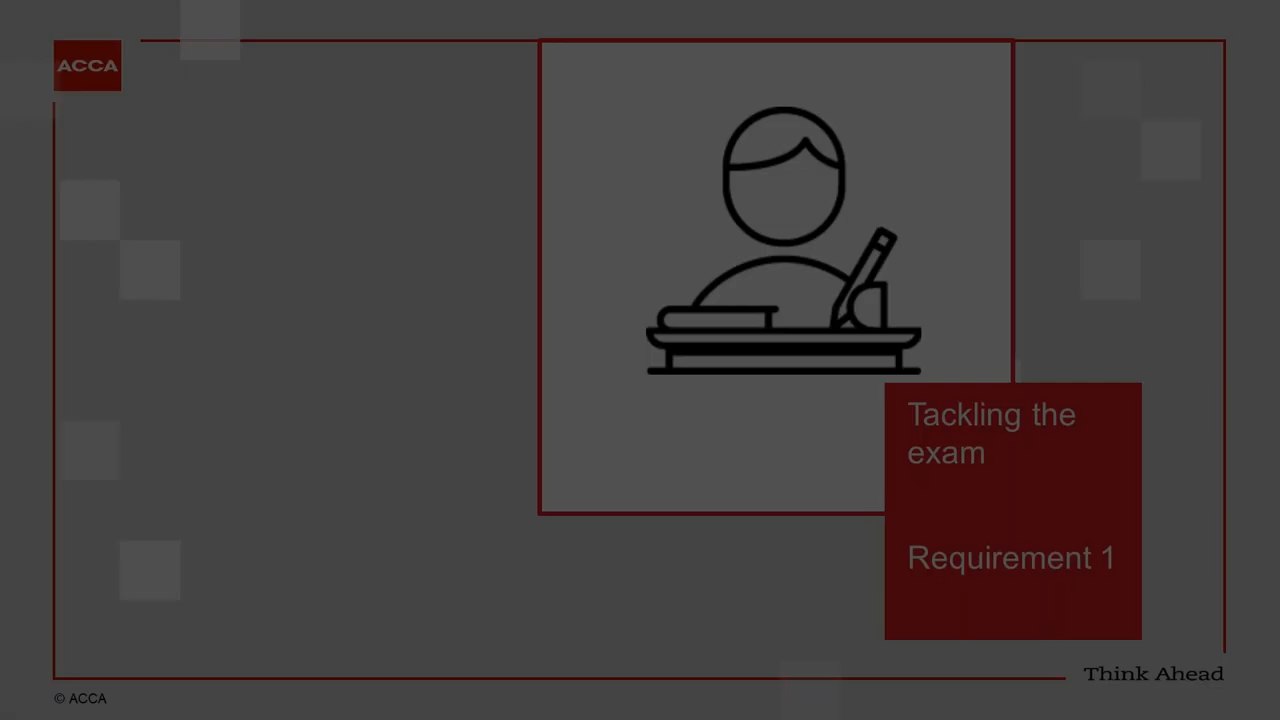 ACCA
Tackling the
exam
Requirement 1
Think Ahead
© ACCA